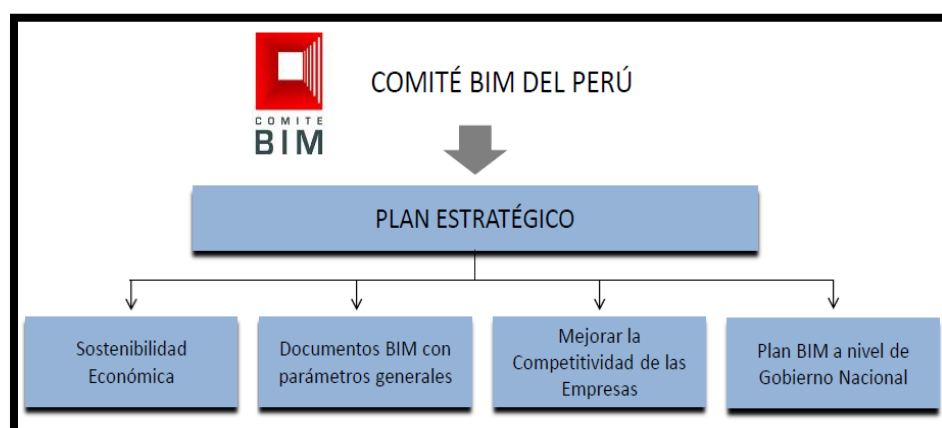 COMITE
BIM
COMITÉ BIM DEL PERÚ
PLAN ESTRATÉGICO
Sostenibilidad
Económica
Documentos BIM con
parámetros generales
Mejorar la
Competitividad de las
Empresas
Plan BIM a nivel de
Gobierno Nacional